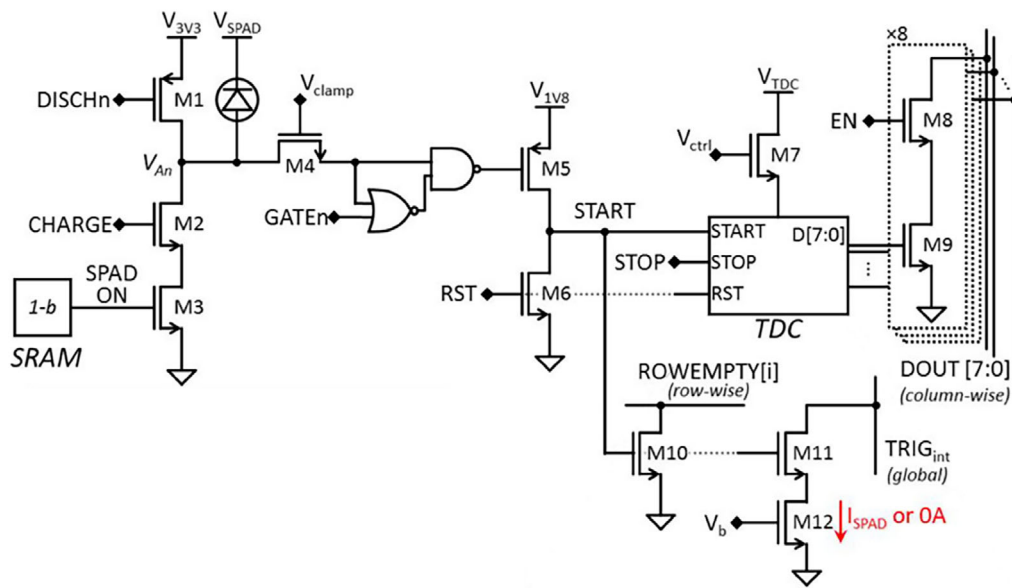 V3V3
VSPAD
×8
DISCHn
M1
Vclamp
V1V8
VTDC
EN
M8
VAn
M4
M5
Vctrl
M7
CHARGE
M2
GATEn
START
START
D[7:0]
M9
SPAD
ON
STOP
STOP
1-b
M3
RST
M6
RST
SRAM
TDC
ROWEMPTY[i]
(row-wise)
DOUT [7:0]
(column-wise)
M10
M11
TRIGint
(global)
Vb
M12
ISPAD or 0A